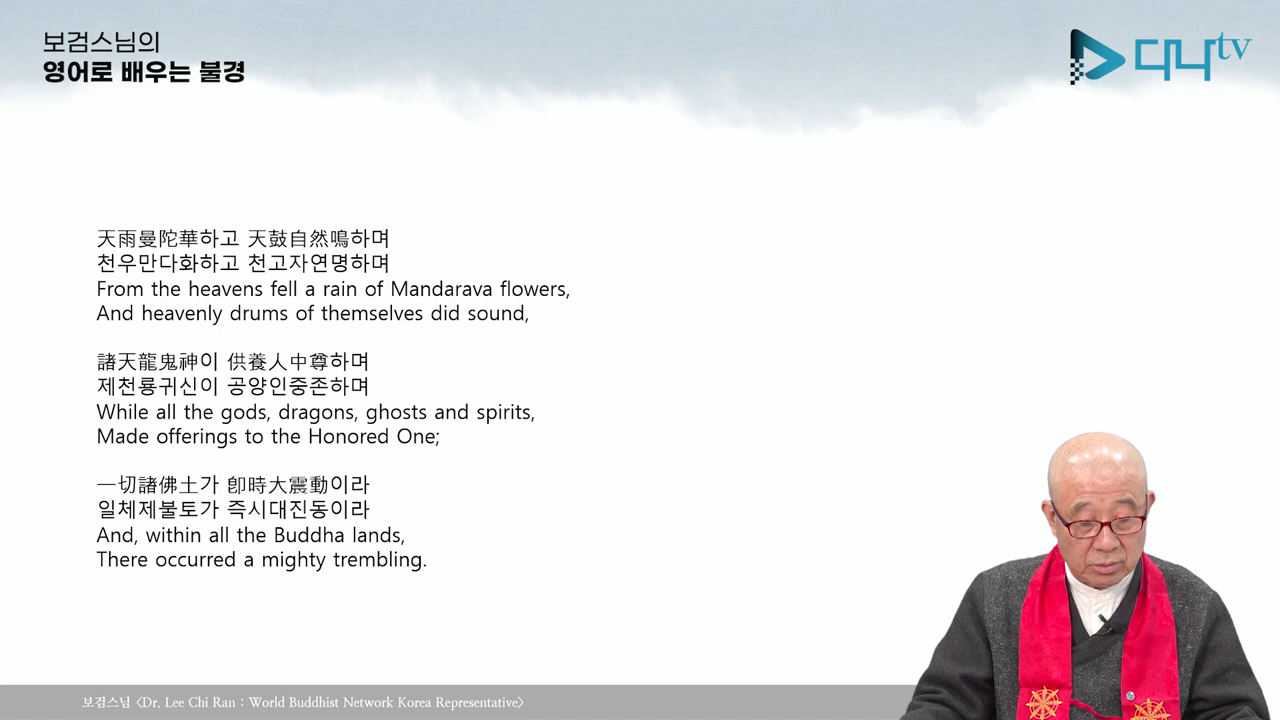 보검스님의
영어로 배우는 불경
디나tv
天雨曼陀華하고 天鼓自然鳴하며
천우만다화하고 천고자연명하며
From the heavens fell a rain of Mandarava flowers,
And heavenly drums of themselves did sound,
諸天龍鬼神이 供養人中尊하며
제천룡귀신이 공양인중존하며
While all the gods, dragons, ghosts and spirits,
Made offerings to the Honored One;
一切諸佛土가 卽時大震動이라
일체제불토가 즉시대진동이라
And, within all the Buddha lands,
There occurred a mighty trembling.
보검스님 <Dr. Lee Chi Ran : World Buddhist Network Korea Representative>